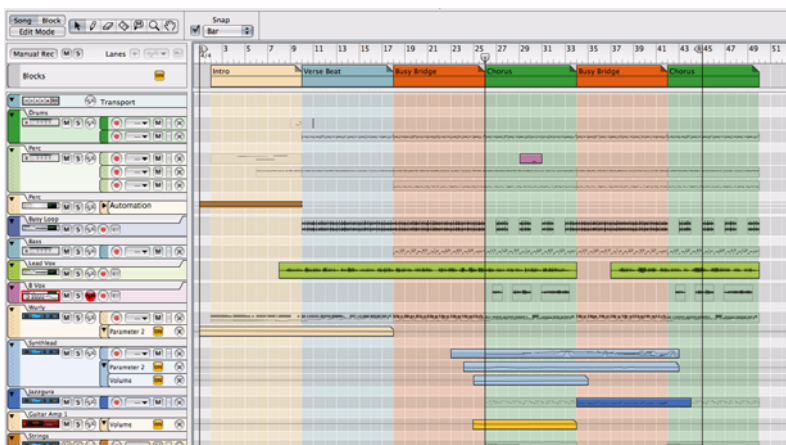 Song Block
Edit Mode
Snap
Bar
Manual Rec M S Lanes
3 5 7 9 11 13 15 17 19 21 23 25 27 29 31 33 35 37 39 41 43 45 47 49 51
4/4
Blocks
Intro Verse Beat Busy Bridge Chorus Busy Bridge Chorus
Transport
Drums
M S M
M
Perc
M S M
M
M
Perc
M S Automation
Busy Loop
M S
Bass
M S M
Lead Vox
M S
B Vox
M S
Wurly
M S M
Parameter 2
SynthLead
M S M
Parameter 2
Volume
Jazzgura
M S M
Guitar Amp 1
M S Volume
Strings